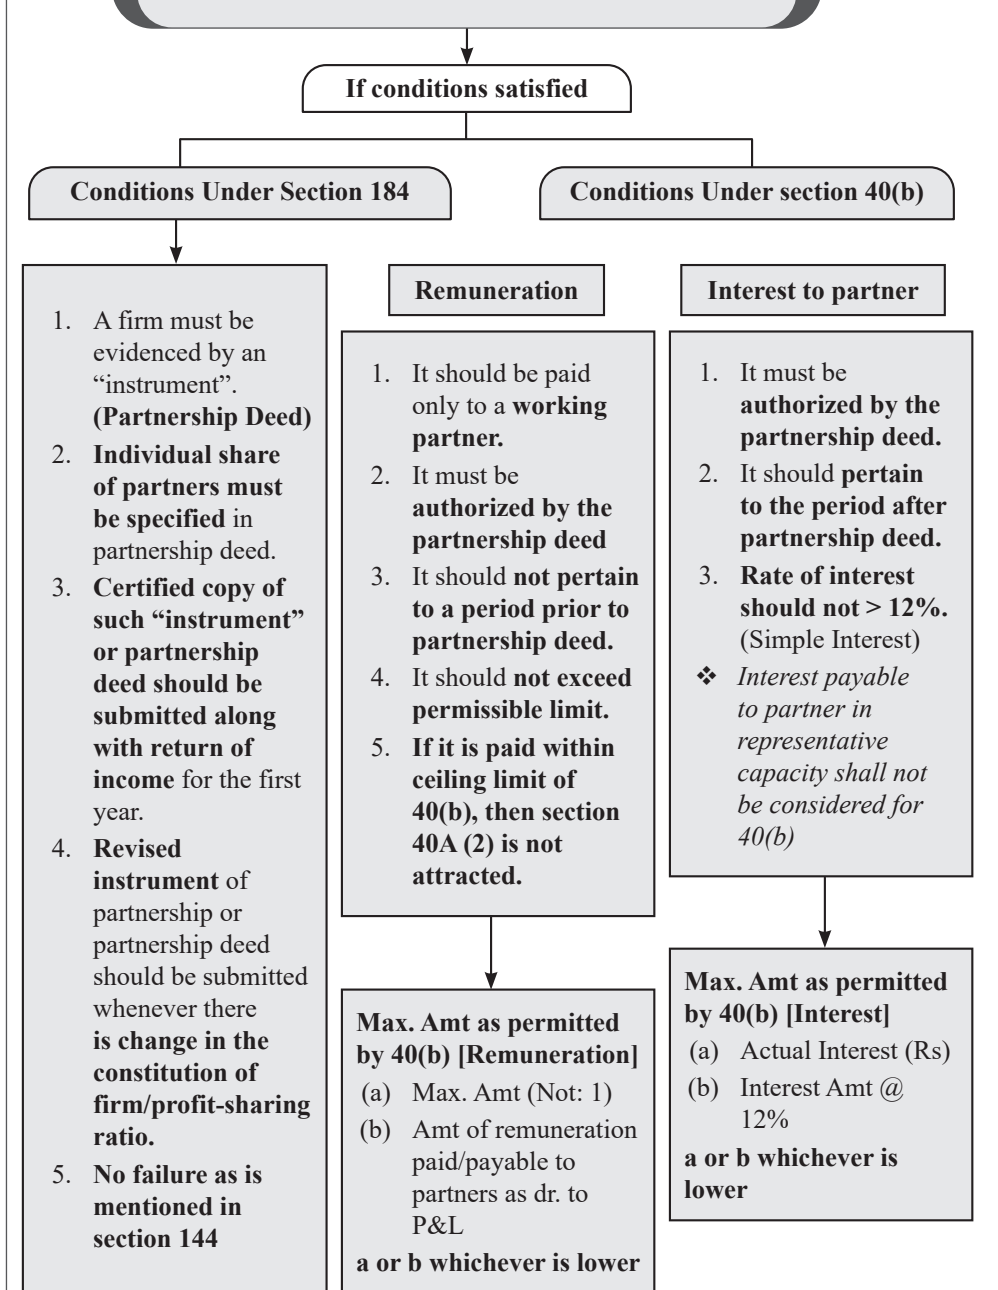 If conditions satisfied
Conditions Under Section 184
Conditions Under section 40(b)
1. A firm must be
evidenced by an
“instrument”.
(Partnership Deed)
2. Individual share
of partners must
be specified in
partnership deed.
3. Certified copy of
such “instrument”
or partnership
deed should be
submitted along
with return of
income for the first
year.
4. Revised
instrument of
partnership or
partnership deed
should be submitted
whenever there
is change in the
constitution of
firm/profit-sharing
ratio.
5. No failure as is
mentioned in
section 144
Remuneration
1. It should be paid
only to a working
partner.
2. It must be
authorized by the
partnership deed
3. It should not pertain
to a period prior to
partnership deed.
4. It should not exceed
permissible limit.
5. If it is paid within
ceiling limit of
40(b), then section
40A (2) is not
attracted.
Max. Amt as permitted
by 40(b) [Remuneration]
(a) Max. Amt (Not: 1)
(b) Amt of remuneration
paid/payable to
partners as dr. to
P&L
a or b whichever is lower
Interest to partner
1. It must be
authorized by the
partnership deed.
2. It should pertain
to the period after
partnership deed.
3. Rate of interest
should not > 12%.
(Simple Interest)
❖ Interest payable
to partner in
representative
capacity shall not
be considered for
40(b)
Max. Amt as permitted
by 40(b) [Interest]
(a) Actual Interest (Rs)
(b) Interest Amt @
12%
a or b whichever is
lower